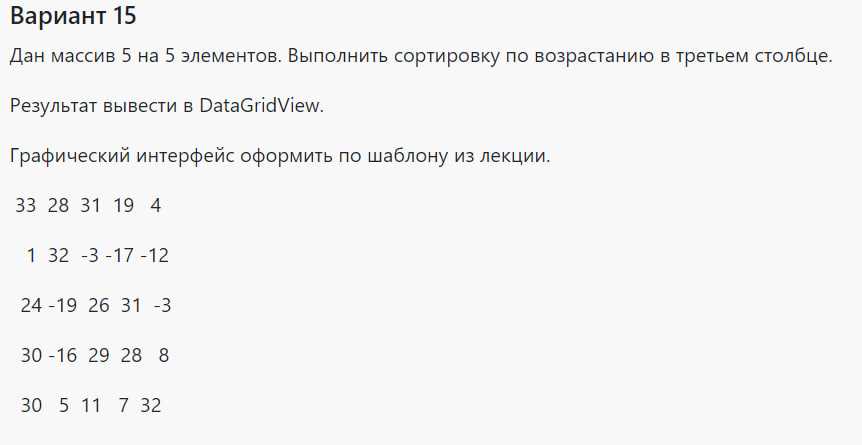 Вариант 15
Дан массив 5 на 5 элементов. Выполнить сортировку по возрастанию в третьем столбце.
Результат вывести в DataGridView.
Графический интерфейс оформить по шаблону из лекции.
33 28 31 19 4
1 32 -3 -17 -12
24 -19 26 31 -3
30 -16 29 28 8
30 5 11 7 32